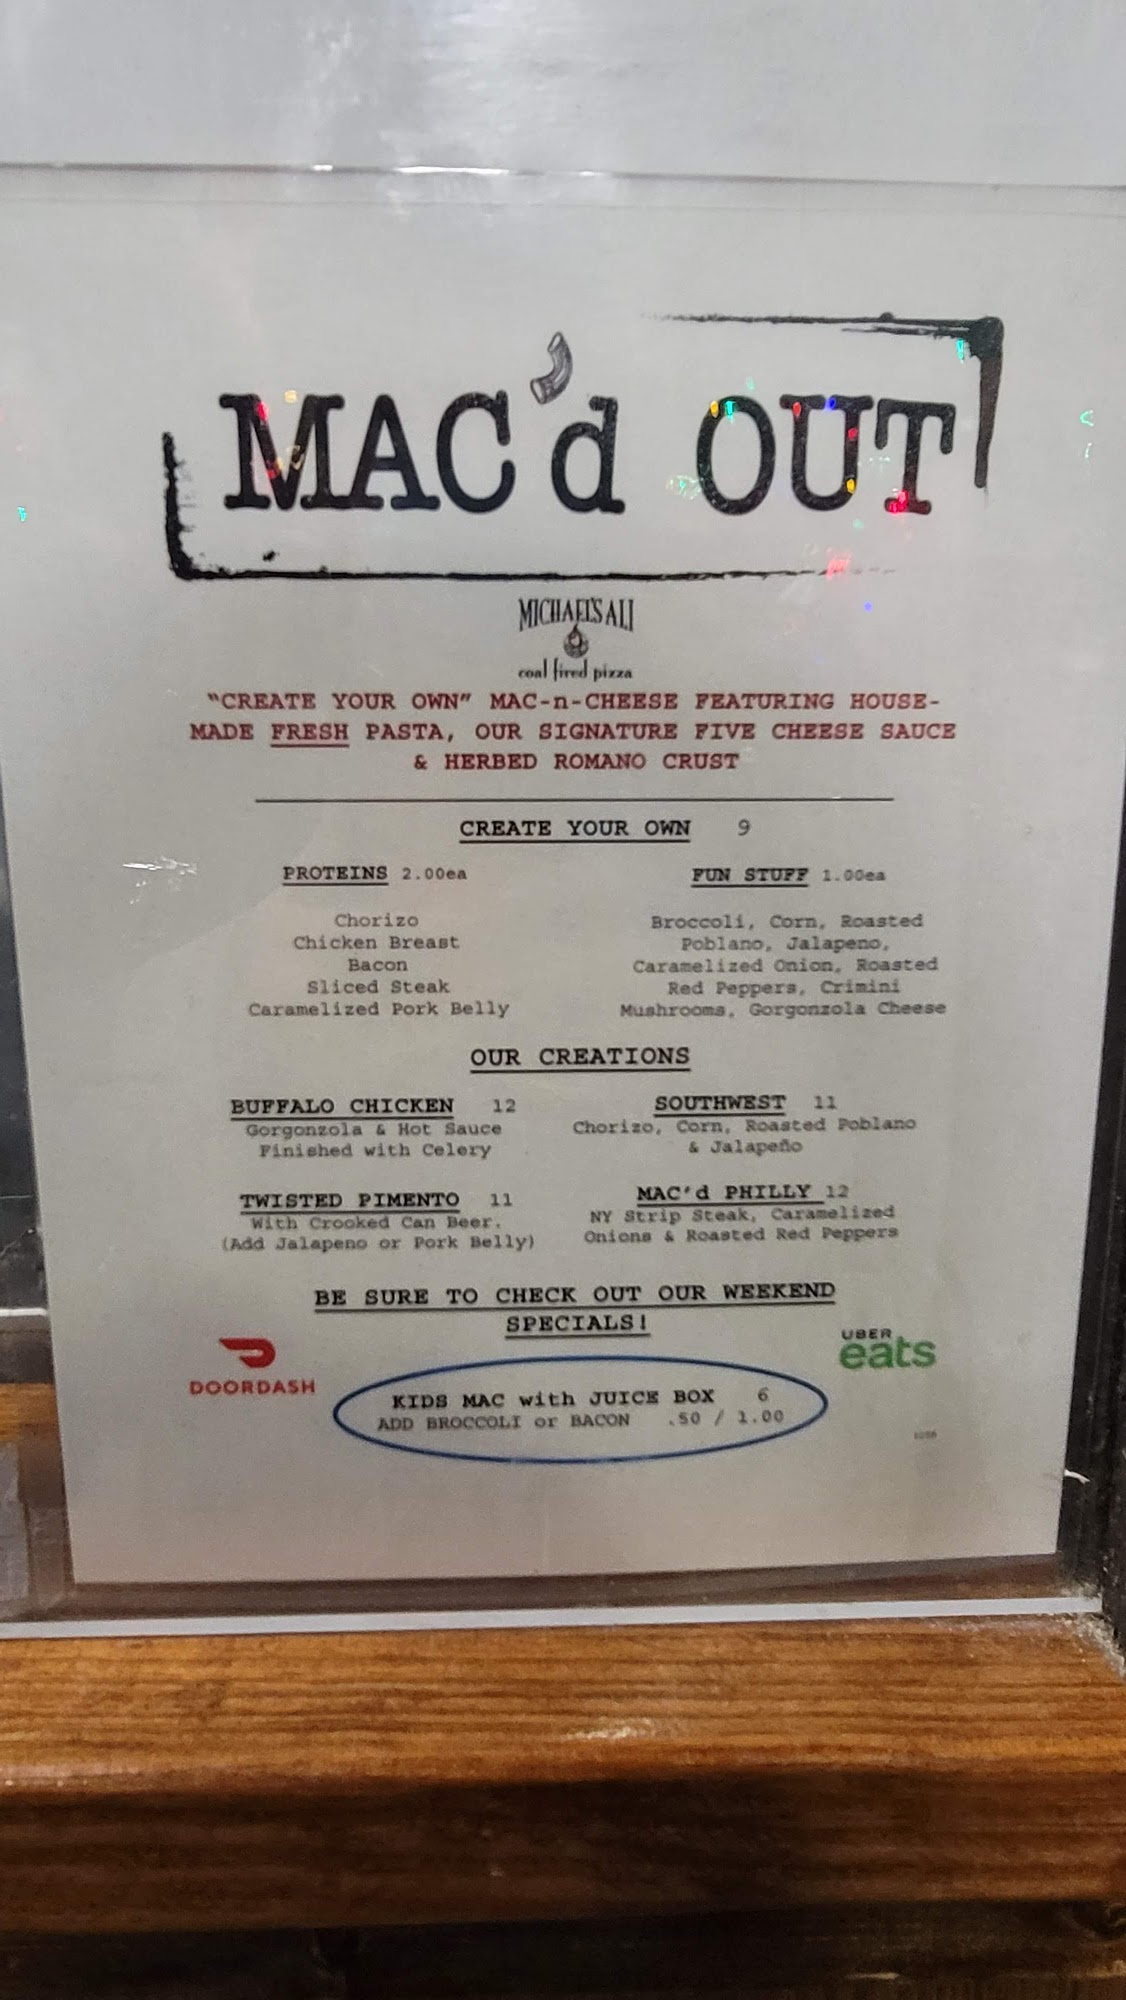 MAC'd OUT
MICHAEL'S ALI
coal fired pizza
"CREATE YOUR OWN" MAC-n-CHEESE FEATURING HOUSE-
MADE FRESH PASTA, OUR SIGNATURE FIVE CHEESE SAUCE
& HERBED ROMANO CRUST
CREATE YOUR OWN 9
PROTEINS 2.00ea
Chorizo
Chicken Breast
Bacon
Sliced Steak
Caramelized Pork Belly
FUN STUFF 1.00ea
Broccoli, Corn, Roasted
Poblano, Jalapeno,
Caramelized Onion, Roasted
Red Peppers, Crimini
Mushrooms, Gorgonzola Cheese
OUR CREATIONS
BUFFALO CHICKEN 12
Gorgonzola & Hot Sauce
Finished with Celery
SOUTHWEST 11
Chorizo, Corn, Roasted Poblano
& Jalapeño
TWISTED PIMENTO 11
With Crooked Can Beer.
(Add Jalapeno or Pork Belly)
MAC'd PHILLY 12
NY Strip Steak, Caramelized
Onions & Roasted Red Peppers
BE SURE TO CHECK OUT OUR WEEKEND
SPECIALS!
DOORDASH
UBER
eats
KIDS MAC with JUICE BOX 6
ADD BROCCOLI or BACON .50 / 1.00